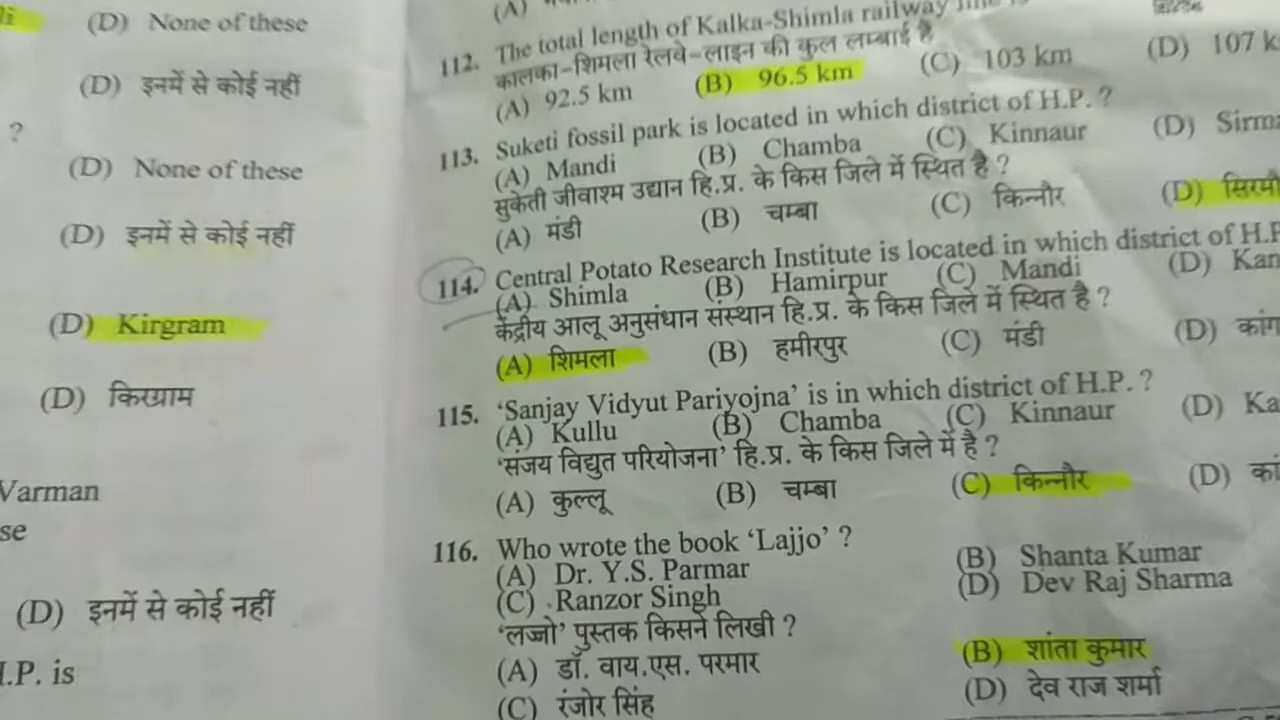 (D) None of these
(D) इनमें से कोई नहीं
?
(D) None of these
(D) इनमें से कोई नहीं
(D) Kirgram
(D) किरग्राम
Varman
se
(D) इनमें से कोई नहीं
I.P. is
(A)
112. The total length of Kalka-Shimla railway
कालका-शिमला रेलवे-लाइन की कुल लम्बाई है
(A) 92.5 km (B) 96.5 km (C) 103 km (D) 107 k
113. Suketi fossil park is located in which district of H.P. ?
(A) Mandi (B) Chamba (C) Kinnaur (D) Sirma
सुकेती जीवाश्म उद्यान हि.प्र. के किस जिले में स्थित है ?
(A) मंडी (B) चम्बा (C) किन्नौर (D) सिरमौ
114. Central Potato Research Institute is located in which district of H.P
(A) Shimla (B) Hamirpur (C) Mandi (D) Kan
केंद्रीय आलू अनुसंधान संस्थान हि.प्र. के किस जिले में स्थित है ?
(A) शिमला (B) हमीरपुर (C) मंडी (D) कांग
115. ‘Sanjay Vidyut Pariyojna’ is in which district of H.P. ?
(A) Kullu (B) Chamba (C) Kinnaur (D) Ka
‘संजय विद्युत परियोजना’ हि.प्र. के किस जिले में है ?
(A) कुल्लू (B) चम्बा (C) किन्नौर (D) कां
116. Who wrote the book ‘Lajjo’ ?
(A) Dr. Y.S. Parmar (B) Shanta Kumar
(C) Ranzor Singh (D) Dev Raj Sharma
‘लज्जो’ पुस्तक किसने लिखी ?
(A) डॉ. वाय.एस. परमार (B) शांता कुमार
(C) रंजोर सिंह (D) देव राज शर्मा